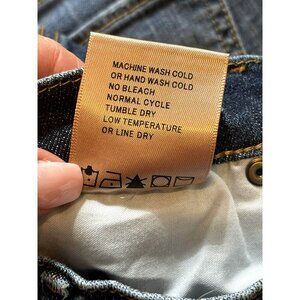 MACHINE WASH COLD
OR HAND WASH COLD
NO BLEACH
NORMAL CYCLE
TUMBLE DRY
LOW TEMPERATURE
OR LINE DRY